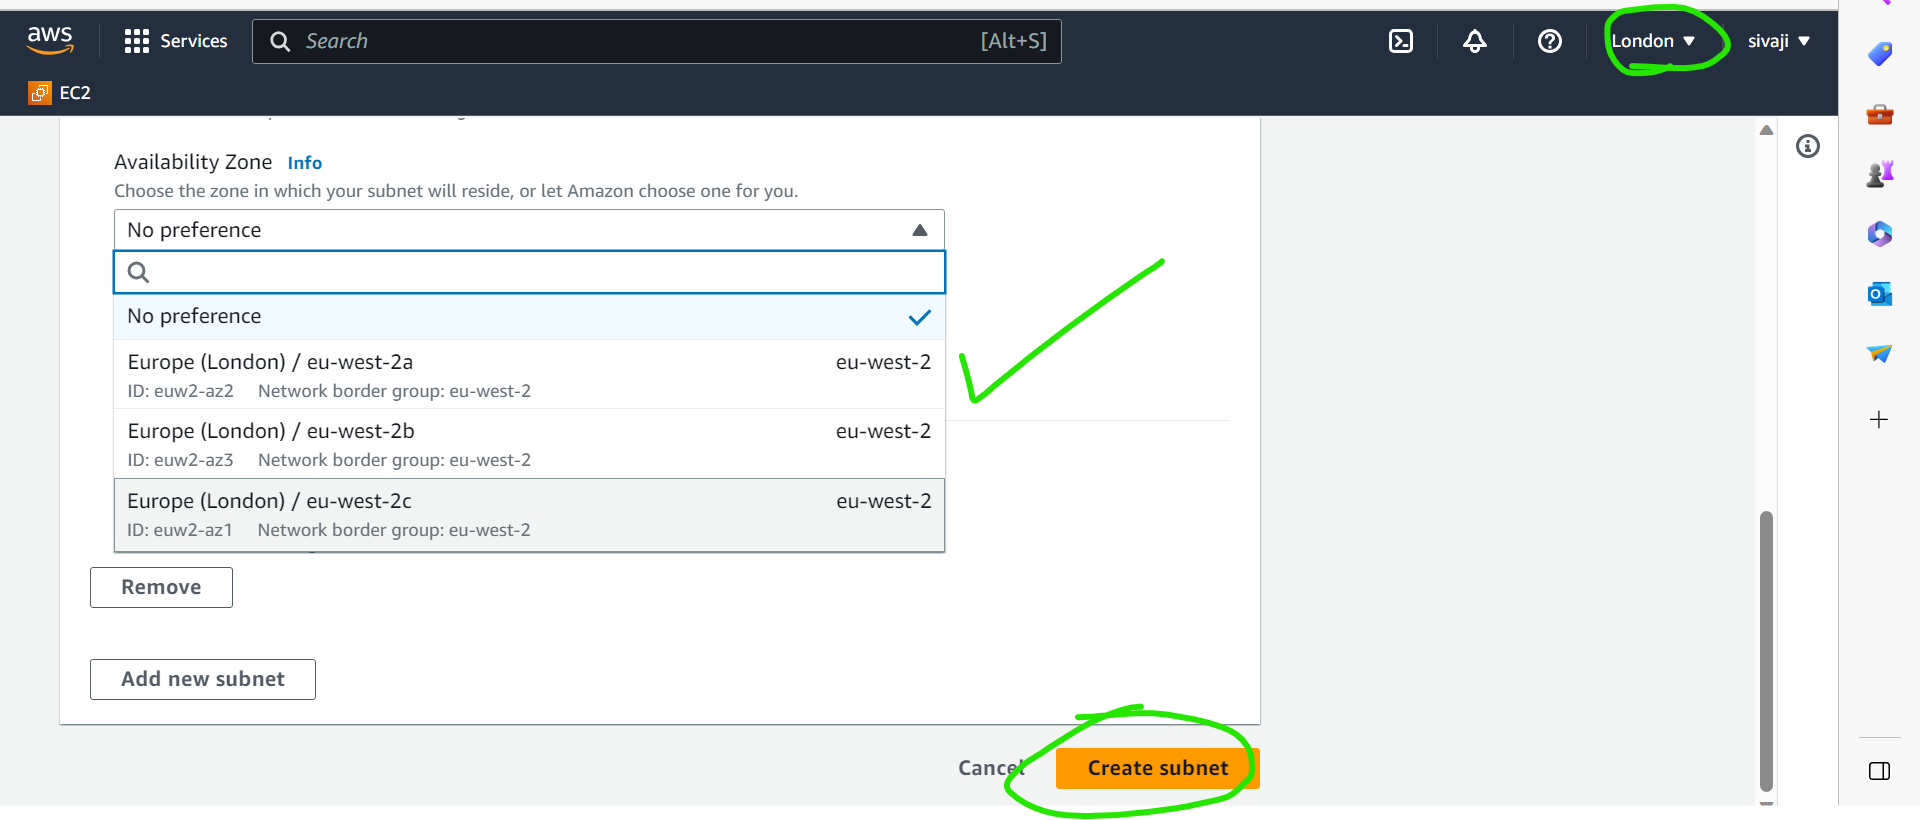 aws
Services
Search
[Alt+S]
London
sivaji
EC2
Availability Zone Info
Choose the zone in which your subnet will reside, or let Amazon choose one for you.
No preference
No preference
Europe (London) / eu-west-2a eu-west-2
ID: euw2-az2 Network border group: eu-west-2
Europe (London) / eu-west-2b eu-west-2
ID: euw2-az3 Network border group: eu-west-2
Europe (London) / eu-west-2c eu-west-2
ID: euw2-az1 Network border group: eu-west-2
Remove
Add new subnet
Cancel
Create subnet